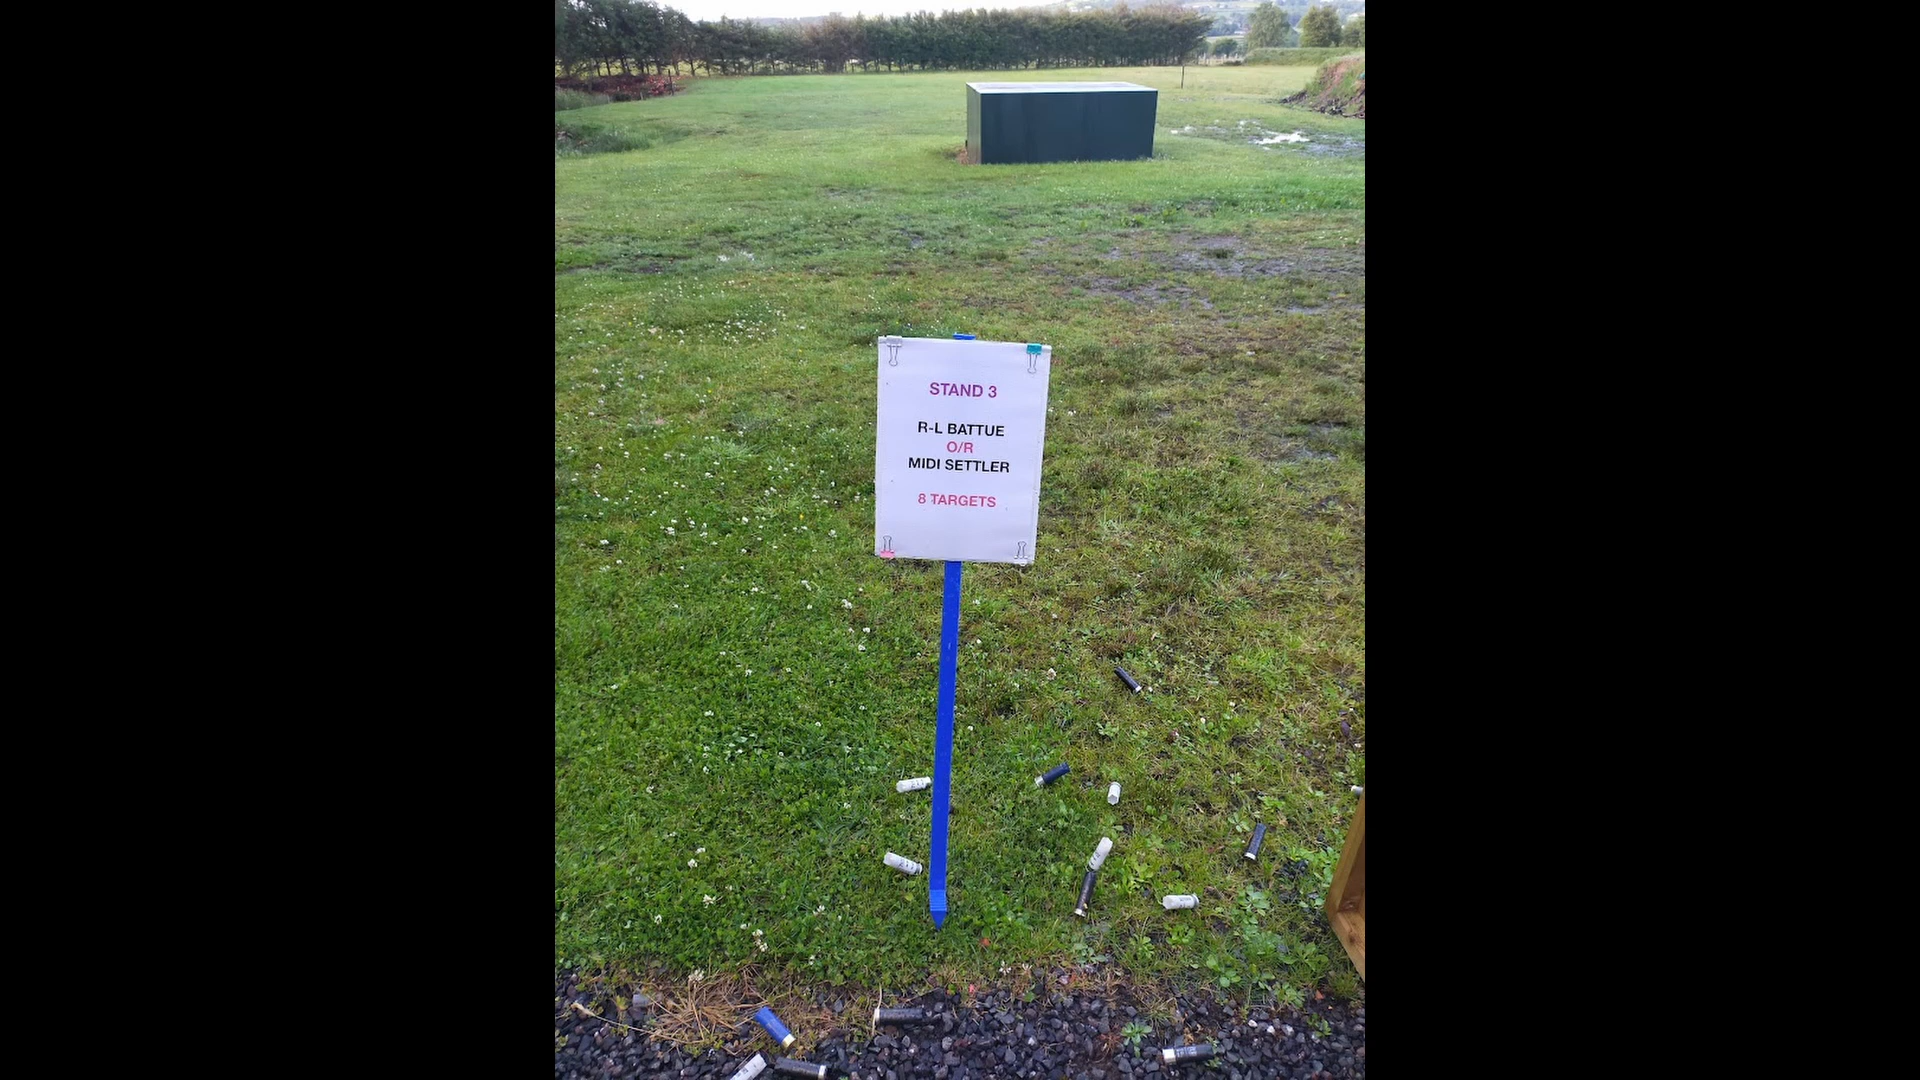 STAND 3
R-L BATTUE
O/R
MIDI SETTLER
8 TARGETS